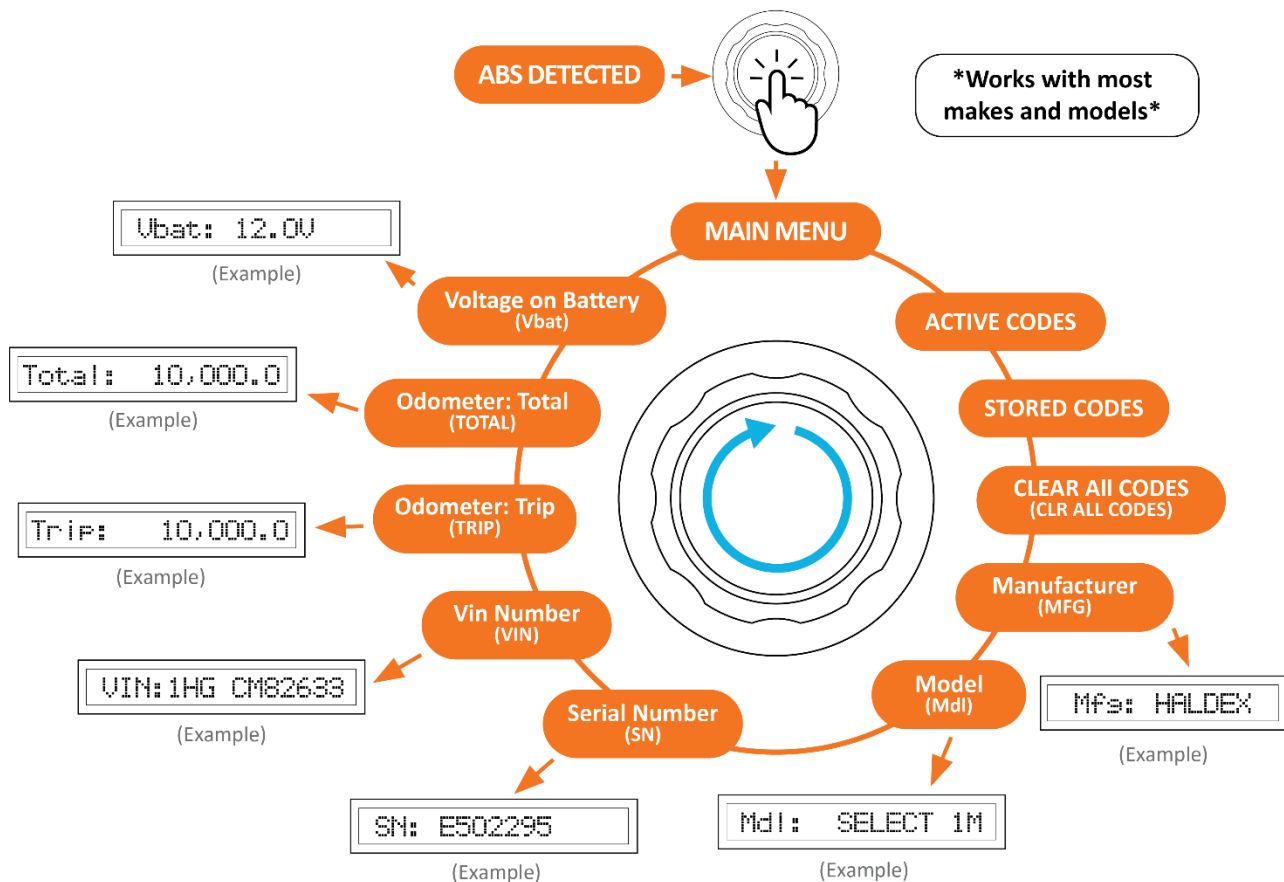 ABS DETECTED
*Works with most
makes and models*
MAIN MENU
ACTIVE CODES
STORED CODES
CLEAR All CODES
(CLR ALL CODES)
Manufacturer
(MFG)
Mfg: HALDEX
(Example)
Model
(Mdl)
Mdl: SELECT 1M
(Example)
Serial Number
(SN)
SN: E502295
(Example)
Vin Number
(VIN)
VIN:1HG CM82633
(Example)
Odometer: Trip
(TRIP)
Trip: 10,000.0
(Example)
Odometer: Total
(TOTAL)
Total: 10,000.0
(Example)
Voltage on Battery
(Vbat)
Vbat: 12.0V
(Example)